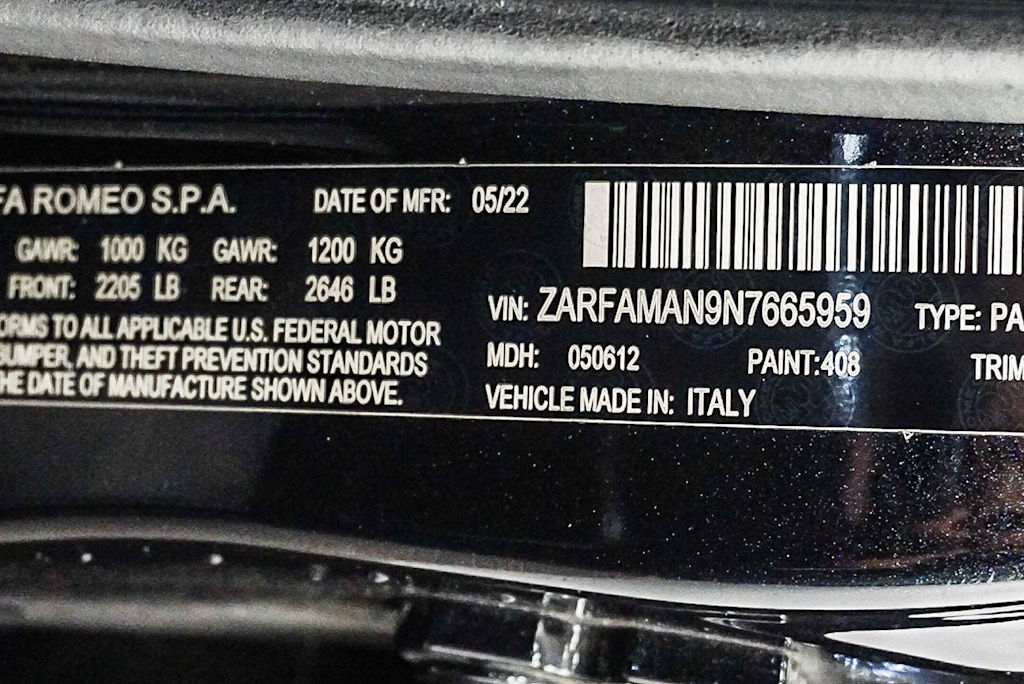 FA ROMEO S.P.A. DATE OF MFR: 05/22
GAWR: 1000 KG GAWR: 1200 KG
FRONT: 2205 LB REAR: 2646 LB
ORMS TO ALL APPLICABLE U.S. FEDERAL MOTOR
BUMPER, AND THEFT PREVENTION STANDARDS
HE DATE OF MANUFACTURE SHOWN ABOVE.
VIN: ZARFAMAN9N7665959 TYPE: PA
MDH: 050612 PAINT:408 TRIM
VEHICLE MADE IN: ITALY